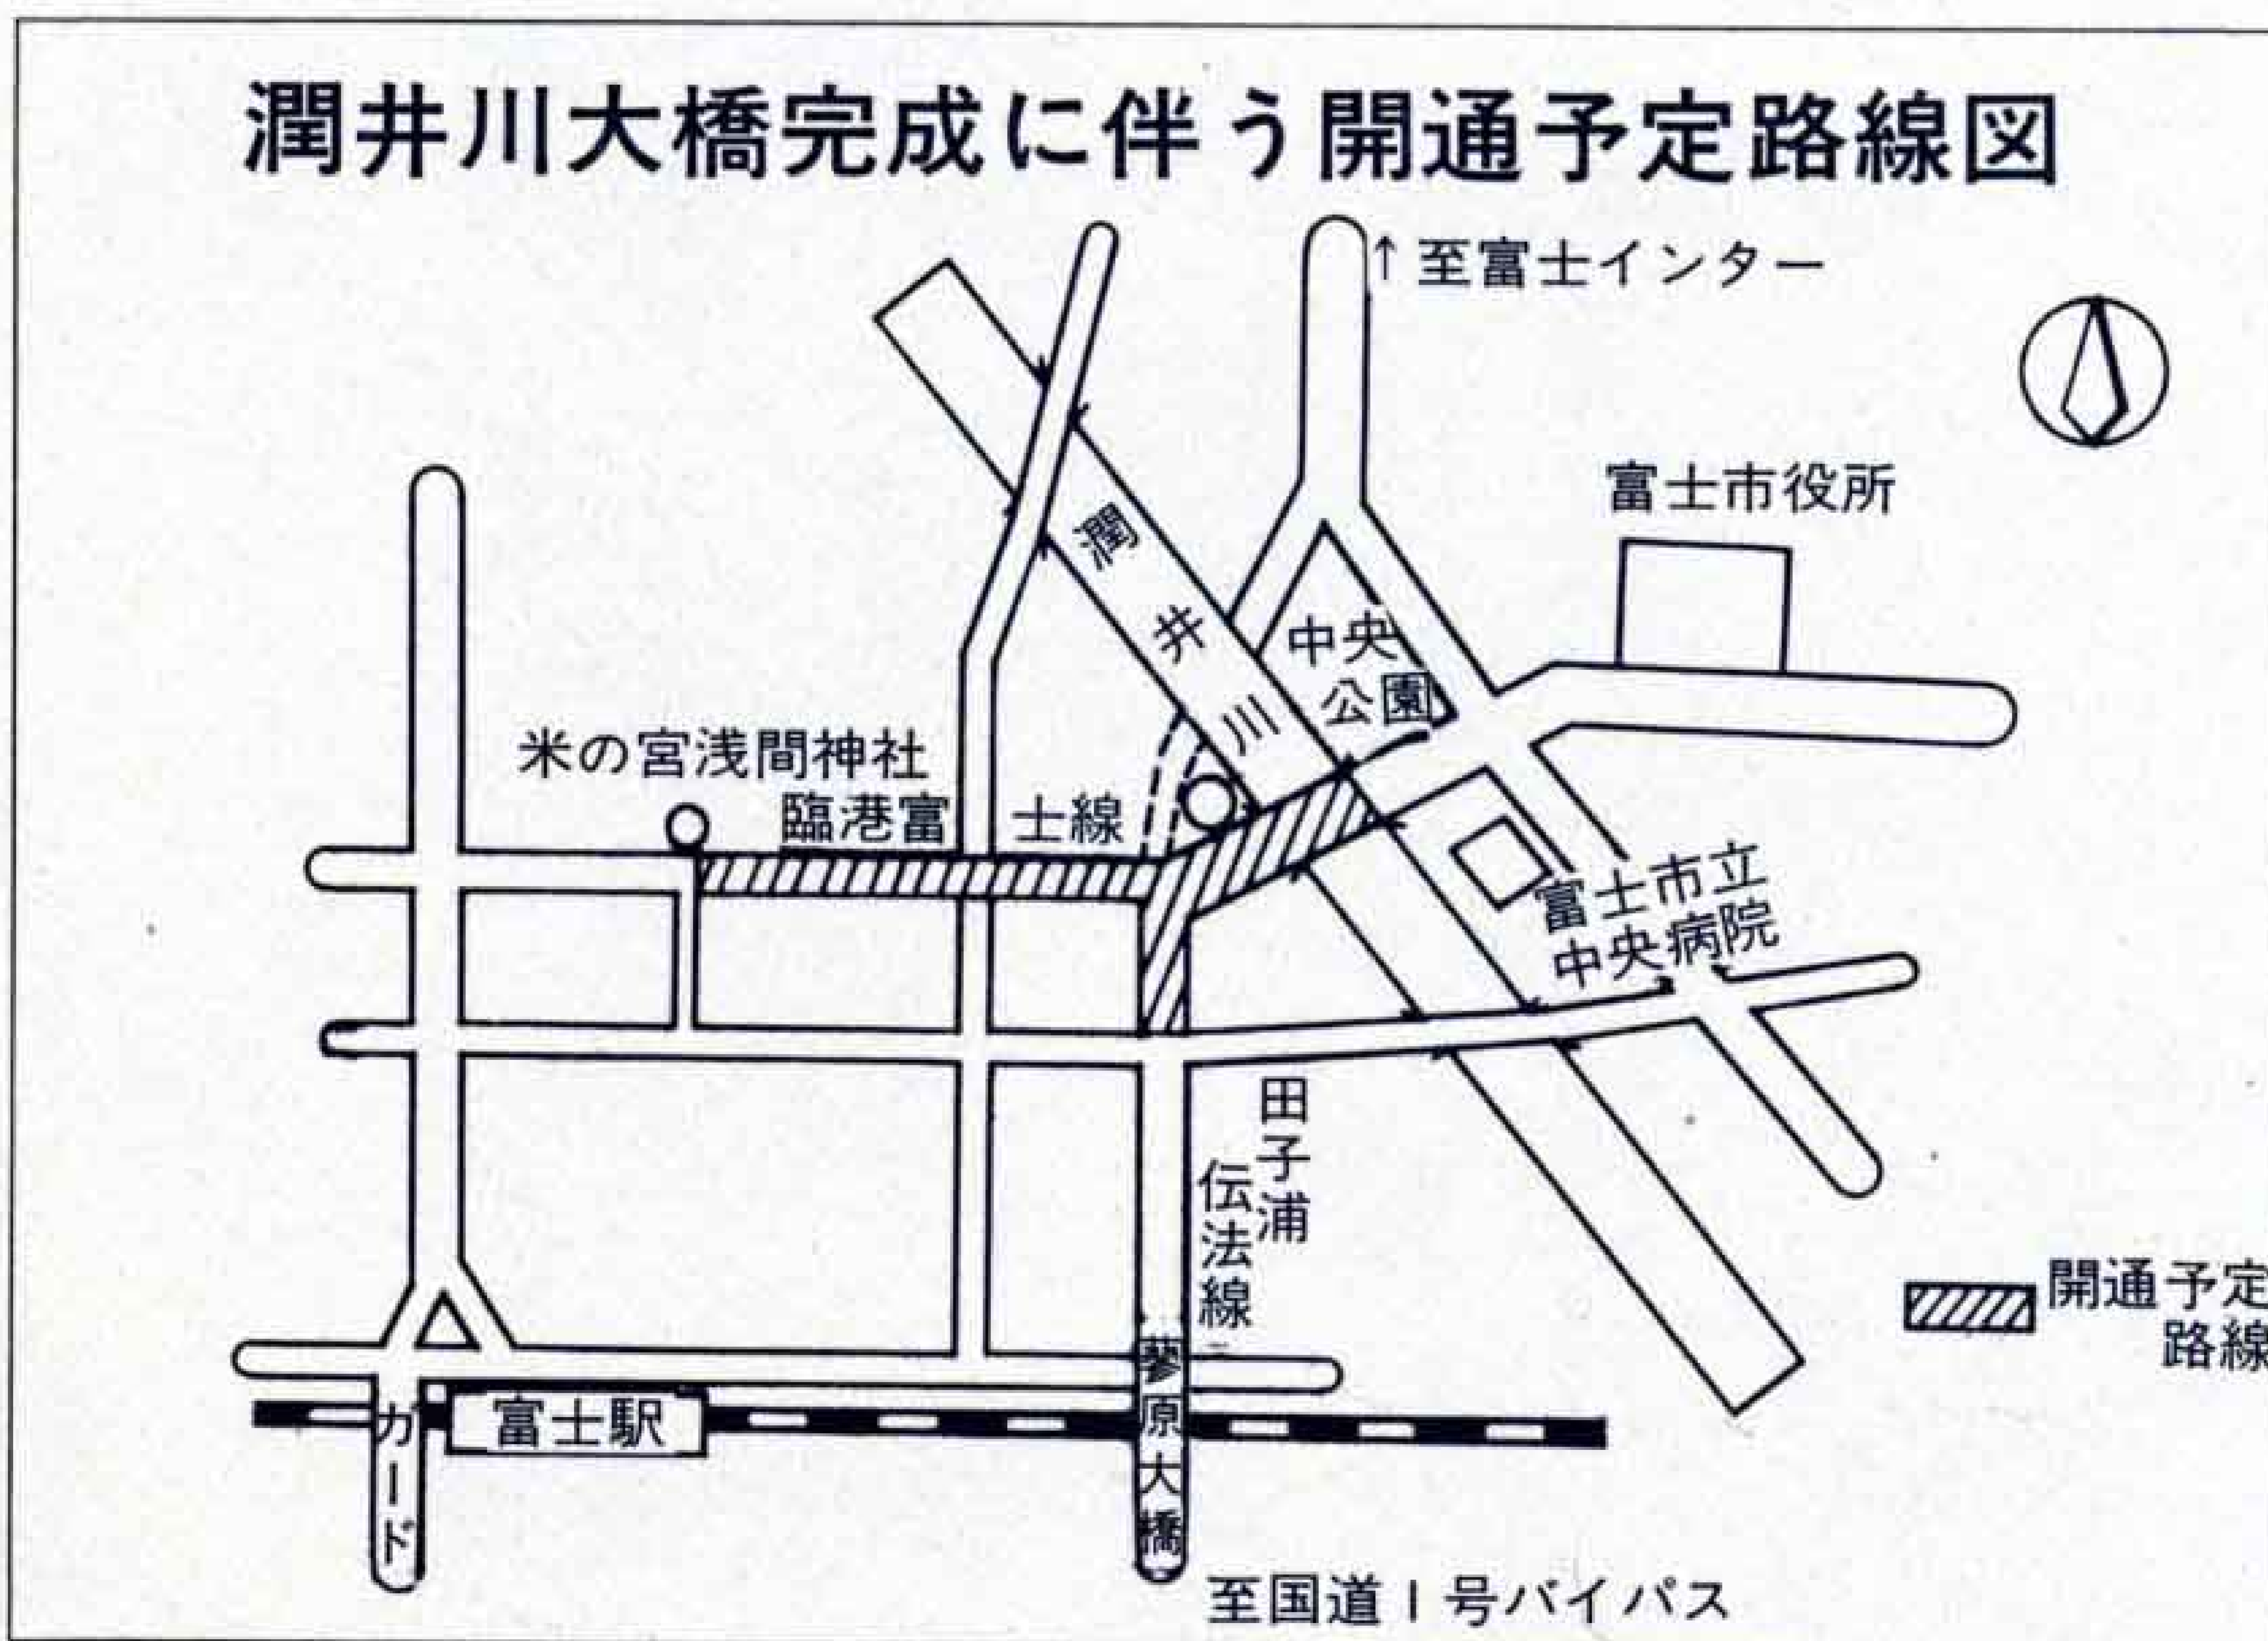 潤井川大橋完成に伴う開通予定路線図
↑至富士インター
富士市役所
潤井川
中央
公園
米の宮浅間神社
臨港富士線
富士市立
中央病院
田子浦
伝法線
開通予定
路線
富士駅
ガード
蓼原大橋
至国道1号バイパス